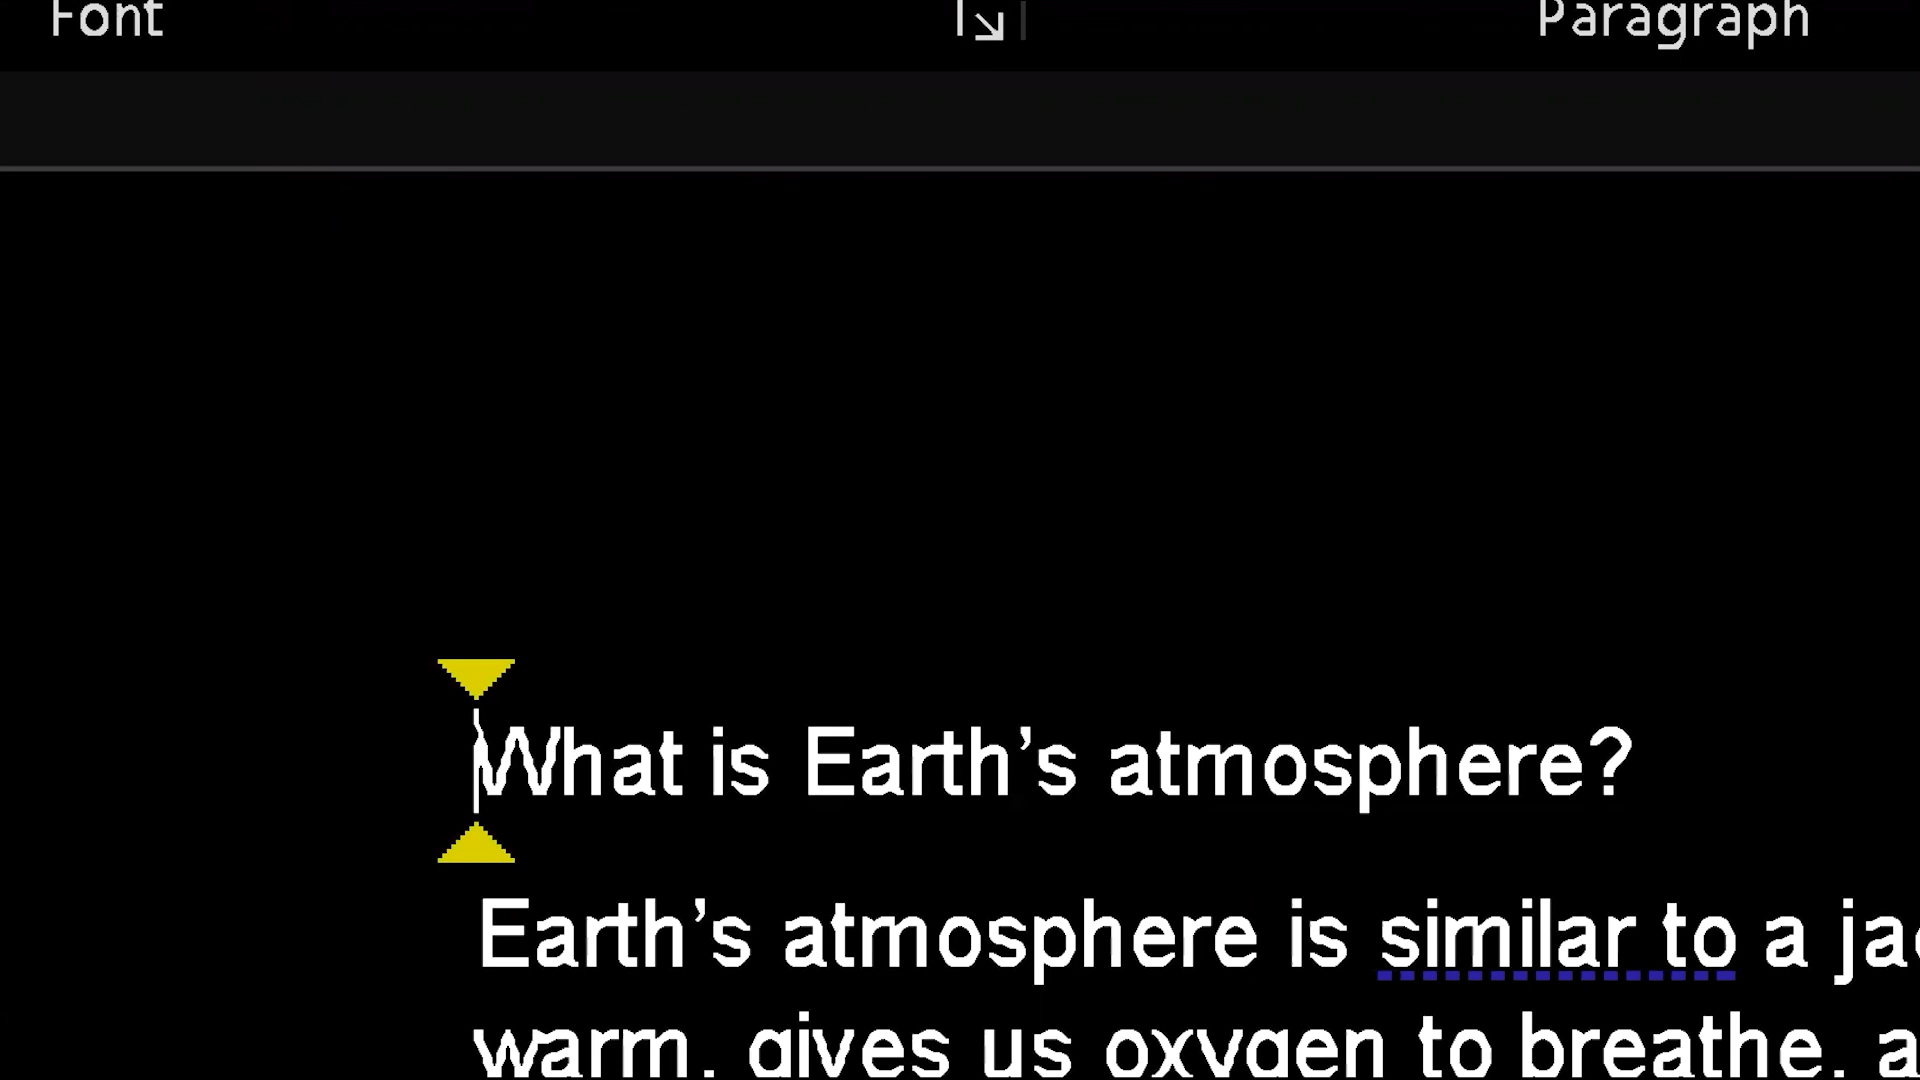 Font Paragraph
What is Earth’s atmosphere?
Earth’s atmosphere is similar to a
warm, gives us oxygen to breathe,